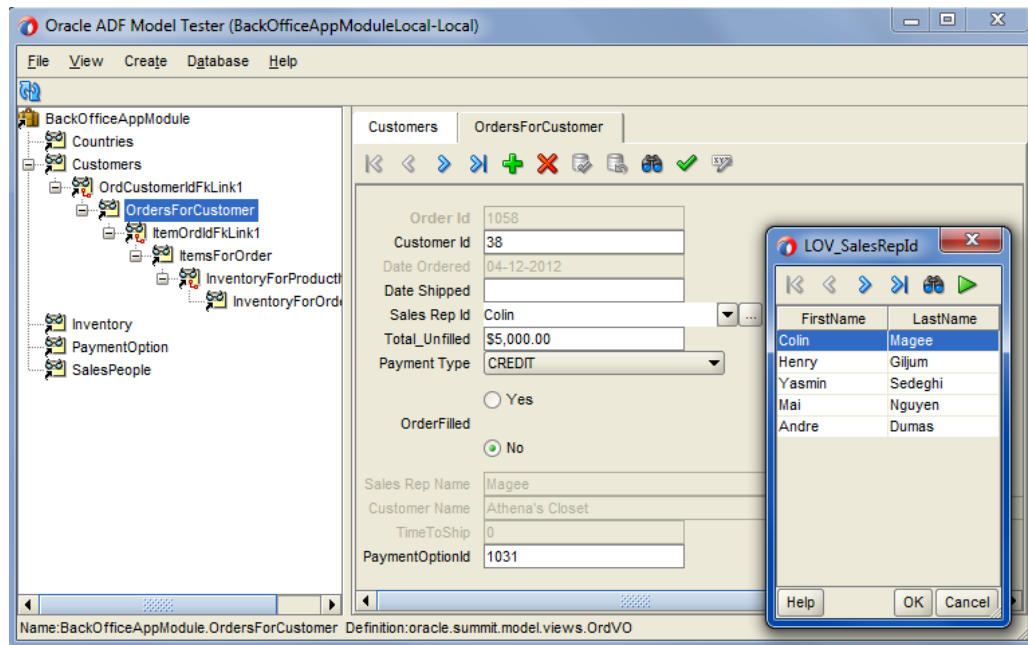 Oracle ADF Model Tester (BackOfficeAppModuleLocal-Local)
File View Create Database Help
BackOfficeAppModule
Countries
Customers
OrdCustomerIdFkLink1
OrdersForCustomer
ItemOrdIdFkLink1
ItemsForOrder
InventoryForProductI
InventoryForOrde
Inventory
PaymentOption
SalesPeople
Customers OrdersForCustomer
Order Id 1058
Customer Id 38
Date Ordered 04-12-2012
Date Shipped
Sales Rep Id Colin ...
Total_Unfilled $5,000.00
Payment Type CREDIT
Yes
OrderFilled
No
Sales Rep Name Magee
Customer Name Athena's Closet
TimeToShip 0
PaymentOptionId 1031
LOV_SalesRepId
FirstName LastName
Colin Magee
Henry Giljum
Yasmin Sedeghi
Mai Nguyen
Andre Dumas
Help OK Cancel
Name:BackOfficeAppModule.OrdersForCustomer Definition:oracle.summit.model.views.OrdVO